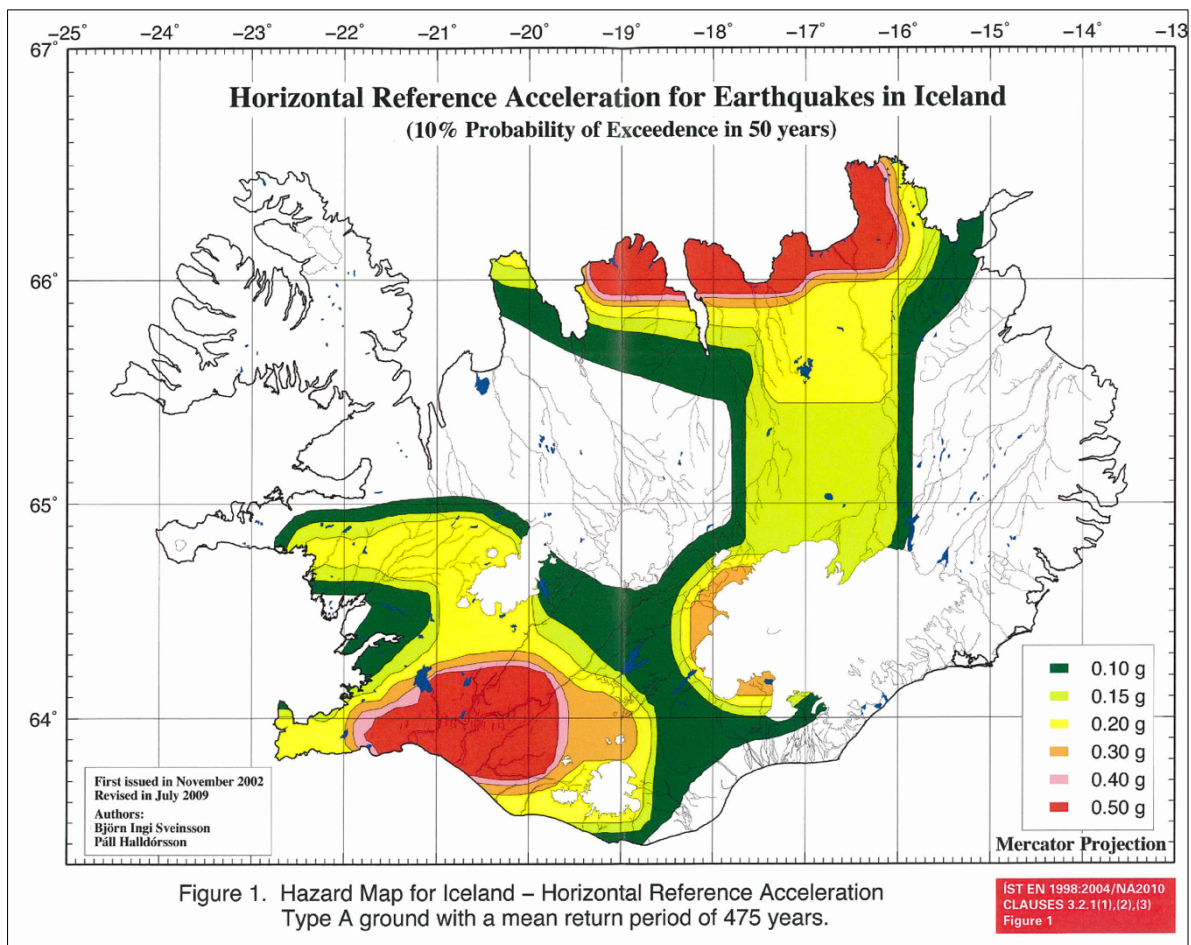 −25° −24° −23° −22° −21° −20° −19° −18° −17° −16° −15° −14° −13°
67°
Horizontal Reference Acceleration for Earthquakes in Iceland
(10% Probability of Exceedence in 50 years)
66°
65°
64°
0.10 g
0.15 g
0.20 g
0.30 g
0.40 g
0.50 g
First issued in November 2002
Revised in July 2009
Authors:
Björn Ingi Sveinsson
Páll Halldórsson
Mercator Projection
Figure 1. Hazard Map for Iceland – Horizontal Reference Acceleration
Type A ground with a mean return period of 475 years.
ÍST EN 1998:2004/NA2010
CLAUSES 3.2.1(1),(2),(3)
Figure 1